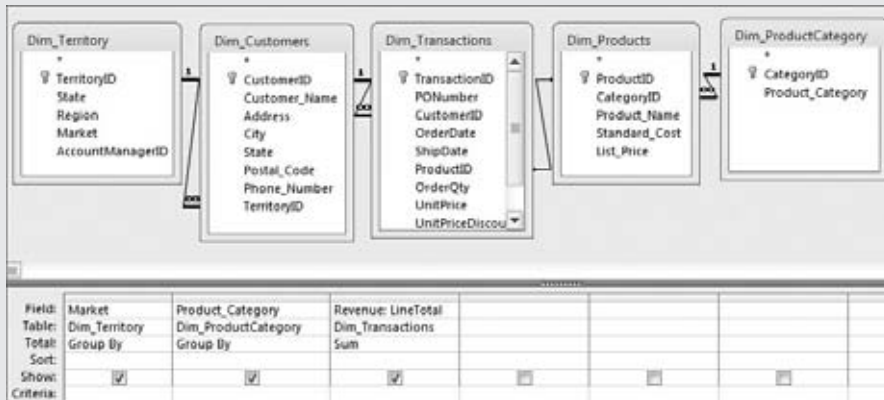 Dim_Territory
*
TerritoryID
State
Region
Market
AccountManagerID
Dim_Customers
*
CustomerID
Customer_Name
Address
City
State
Postal_Code
Phone_Number
TerritoryID
Dim_Transactions
*
TransactionID
PONumber
CustomerID
OrderDate
ShipDate
ProductID
OrderQty
UnitPrice
UnitPriceDiscou
Dim_Products
*
ProductID
CategoryID
Product_Name
Standard_Cost
List_Price
Dim_ProductCategory
*
CategoryID
Product_Category
1 ∞ 1 ∞ ∞ 1
Field: Market Product_Category Revenue: LineTotal
Table: Dim_Territory Dim_ProductCategory Dim_Transactions
Total: Group By Group By Sum
Sort:
Show:
Criteria: